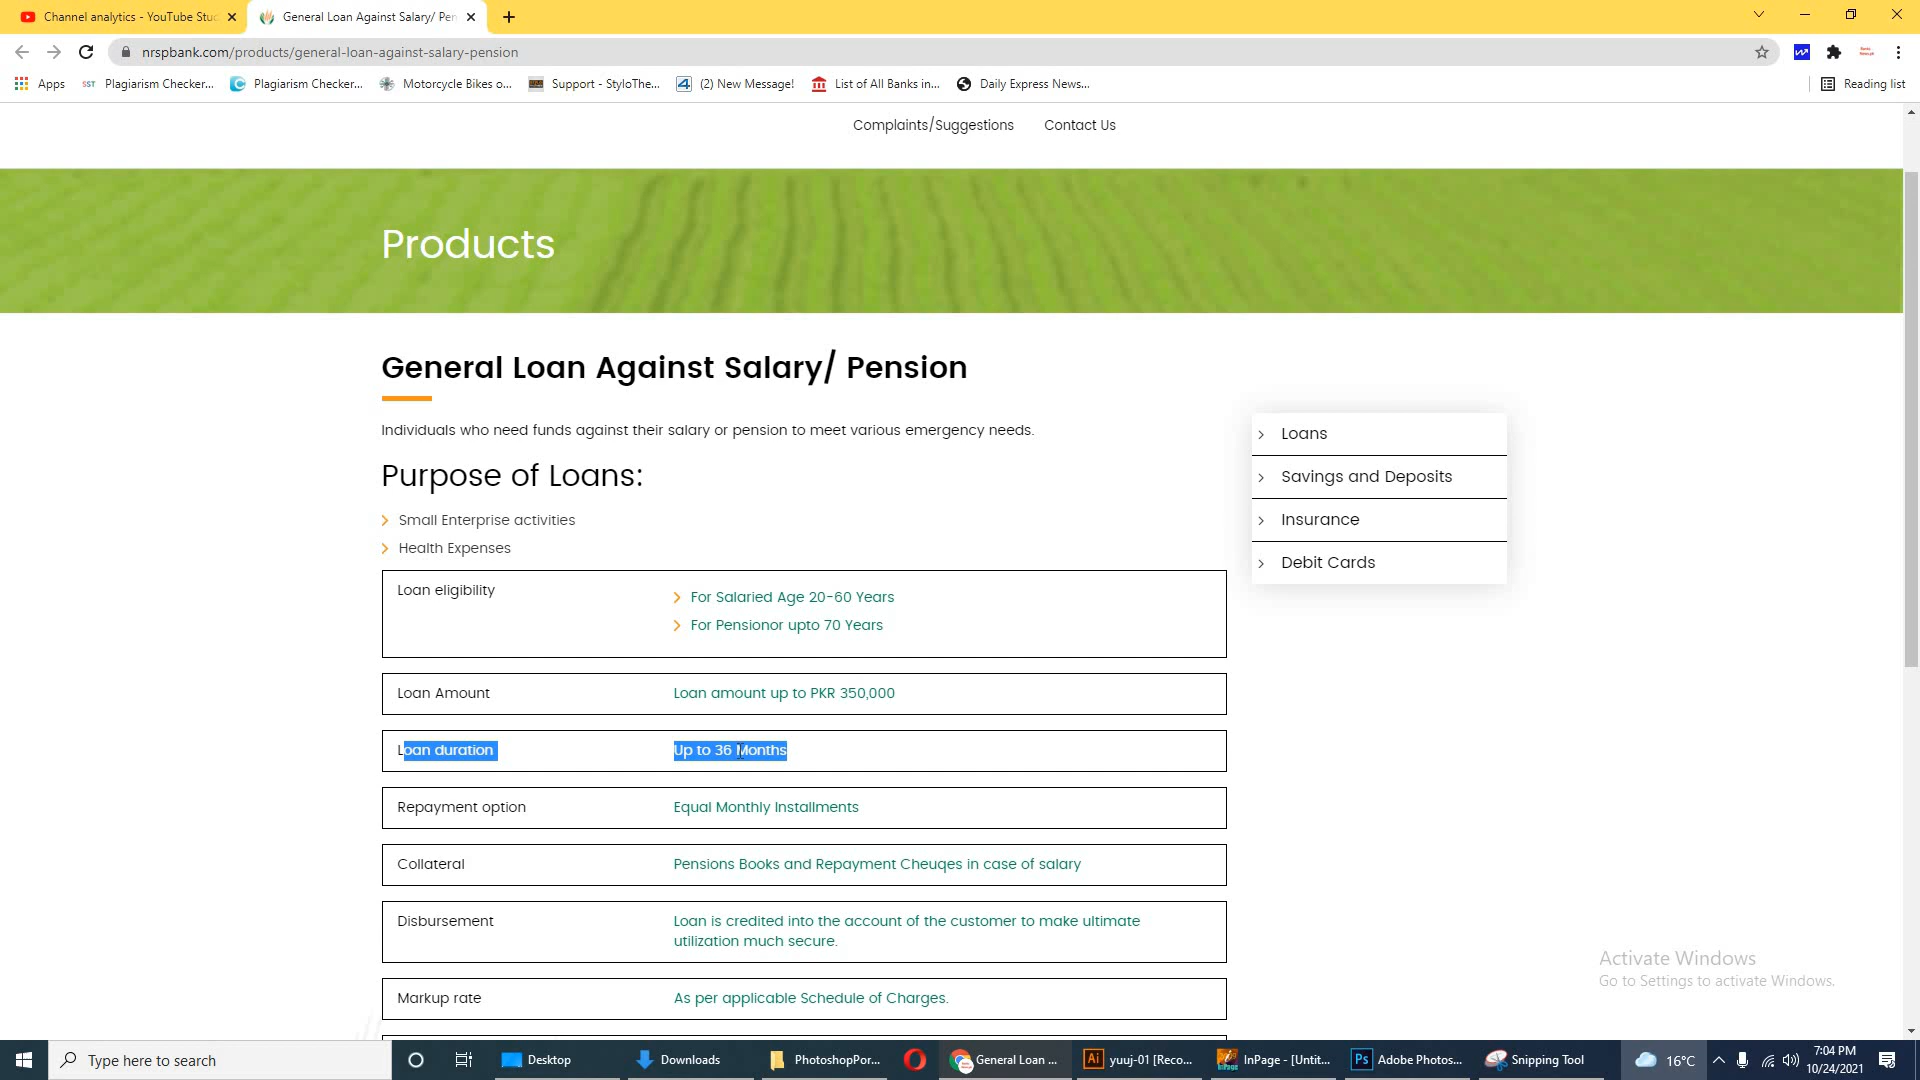 Channel analytics - YouTube Stu
General Loan Against Salary/ Pen
nrspbank.com/products/general-loan-against-salary-pension
Apps
SST
Plagiarism Checker...
Plagiarism Checker...
Motorcycle Bikes o...
Support - StyloThe...
(2) New Message!
List of All Banks in...
Daily Express News...
Reading list
Complaints/Suggestions
Contact Us
Products
General Loan Against Salary/ Pension
Individuals who need funds against their salary or pension to meet various emergency needs.
Purpose of Loans:
Small Enterprise activities
Health Expenses
Loans
Savings and Deposits
Insurance
Debit Cards
Loan eligibility
For Salaried Age 20-60 Years
For Pensionor upto 70 Years
Loan Amount
Loan amount up to PKR 350,000
Loan duration
Up to 36 Months
Repayment option
Equal Monthly Installments
Collateral
Pensions Books and Repayment Cheuqes in case of salary
Disbursement
Loan is credited into the account of the customer to make ultimate
utilization much secure.
Markup rate
As per applicable Schedule of Charges.
Activate Windows
Go to Settings to activate Windows.
Type here to search
Desktop
Downloads
PhotoshopPor...
General Loan ...
Ai
yuuj-01 [Reco...
InPage - [Untit...
Ps
Adobe Photos...
Snipping Tool
16°C
7:04 PM
10/24/2021